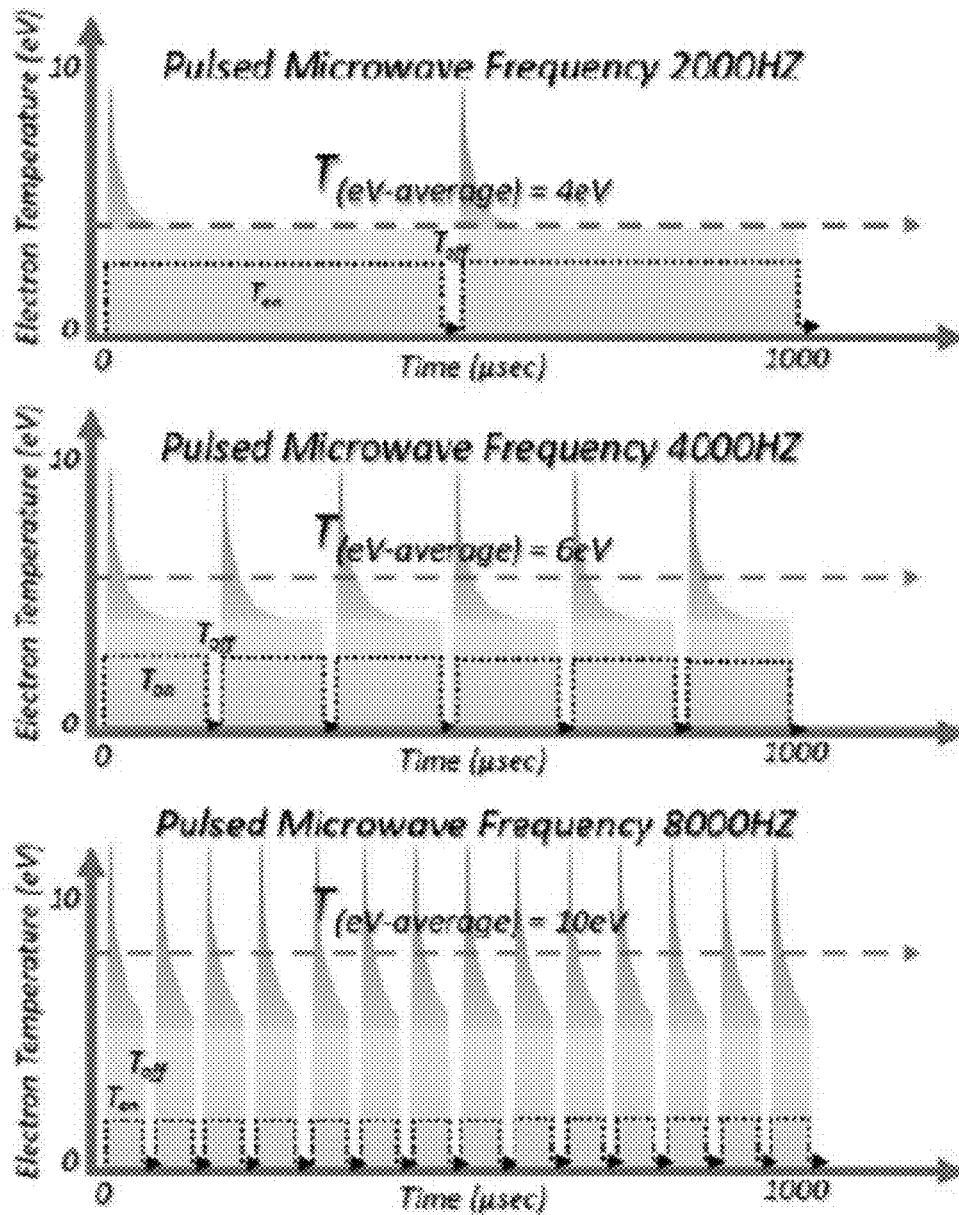 Electron Temperature (eV)
10
Pulsed Microwave Frequency 2000HZ
T(eV-average) = 4eV
Toff
Ton
0
0
Time (μsec)
1000
Electron Temperature (eV)
10
Pulsed Microwave Frequency 4000HZ
T(eV-average) = 6eV
Toff
Ton
0
0
Time (μsec)
1000
Pulsed Microwave Frequency 8000HZ
Electron Temperature (eV)
10
T(eV-average) = 10eV
Toff
Ton
0
0
Time (μsec)
1000